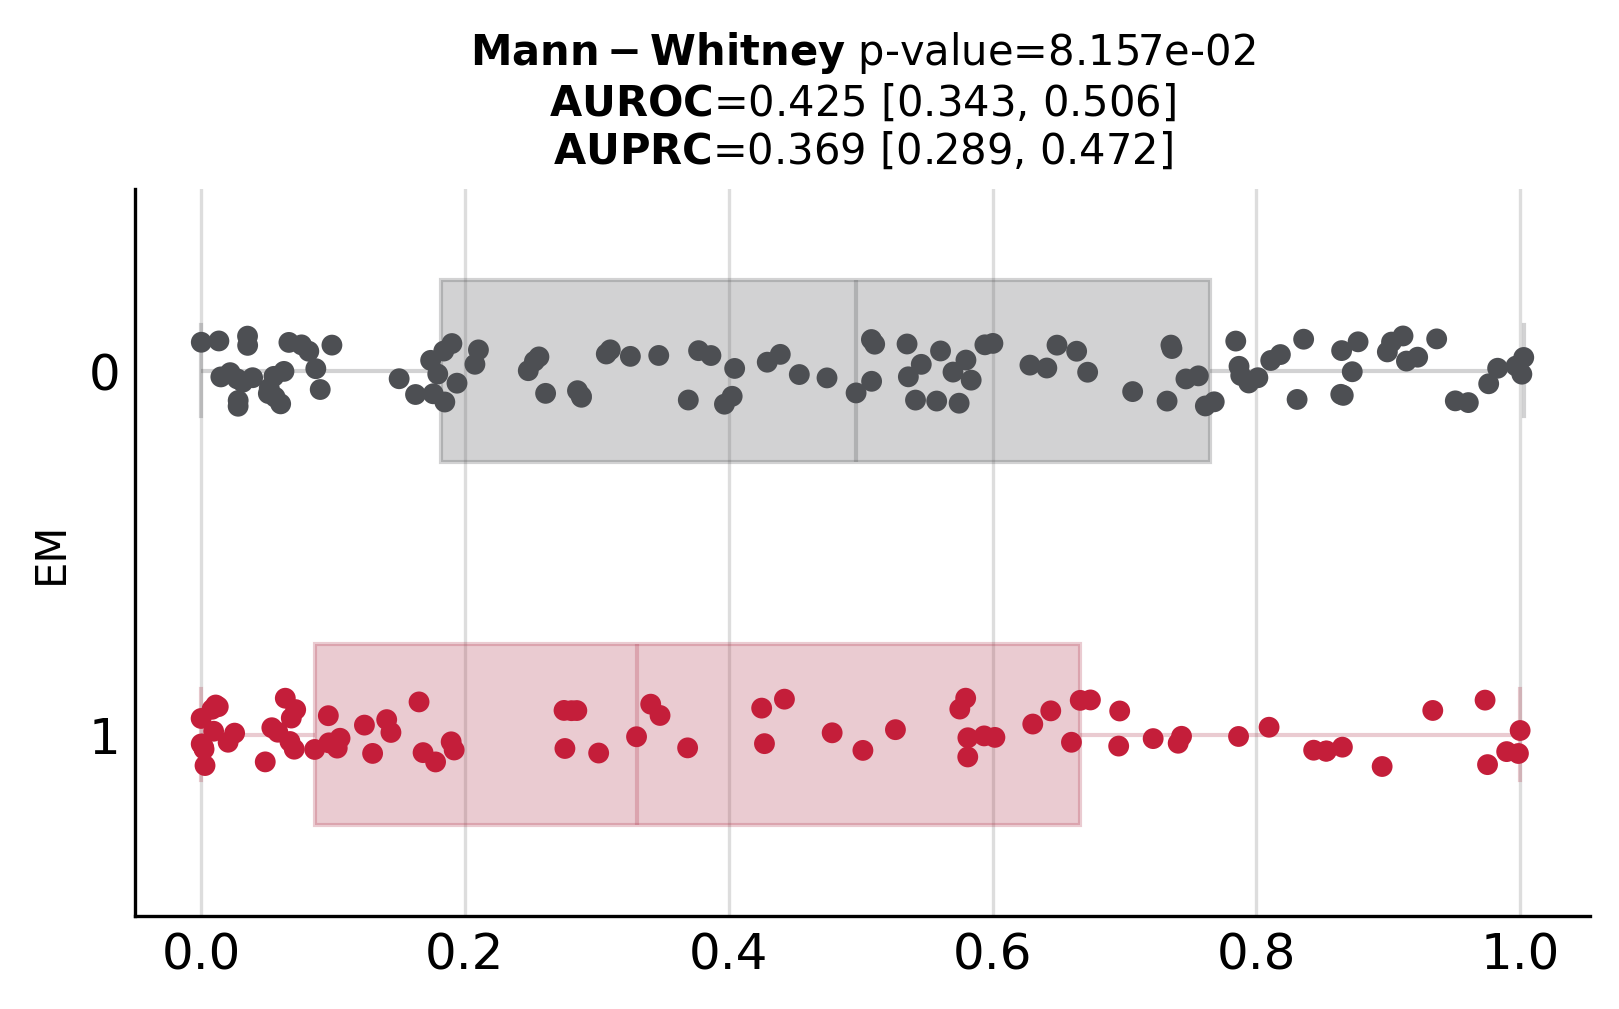 Mann − Whitney p-value=8.157e-02
AUROC=0.425 [0.343, 0.506]
AUPRC=0.369 [0.289, 0.472]
0
EM
1
0.0 0.2 0.4 0.6 0.8 1.0